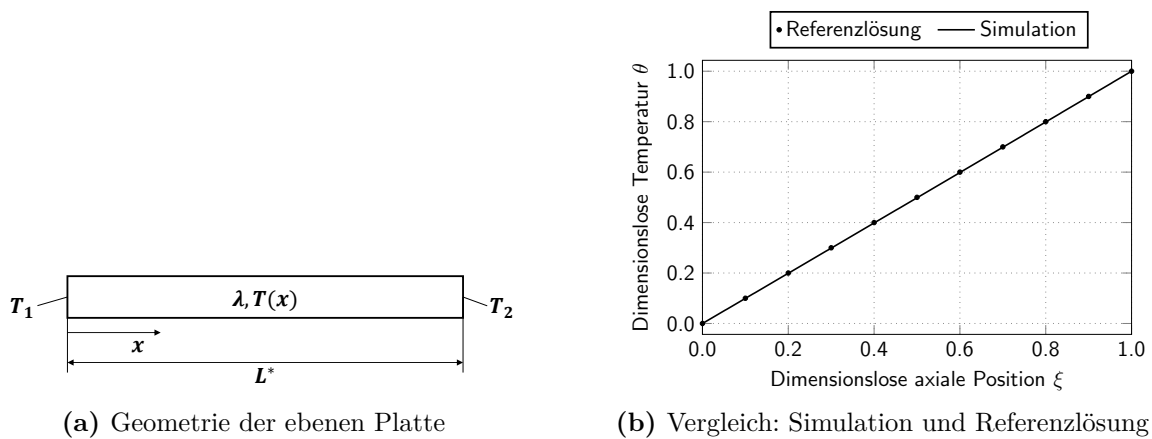 T₁
λ, T(x)
T₂
x
L*
(a) Geometrie der ebenen Platte
Referenzlösung Simulation
Dimensionslose Temperatur θ
1.0
0.8
0.6
0.4
0.2
0.0
0.0 0.2 0.4 0.6 0.8 1.0
Dimensionslose axiale Position ξ
(b) Vergleich: Simulation und Referenzlösung